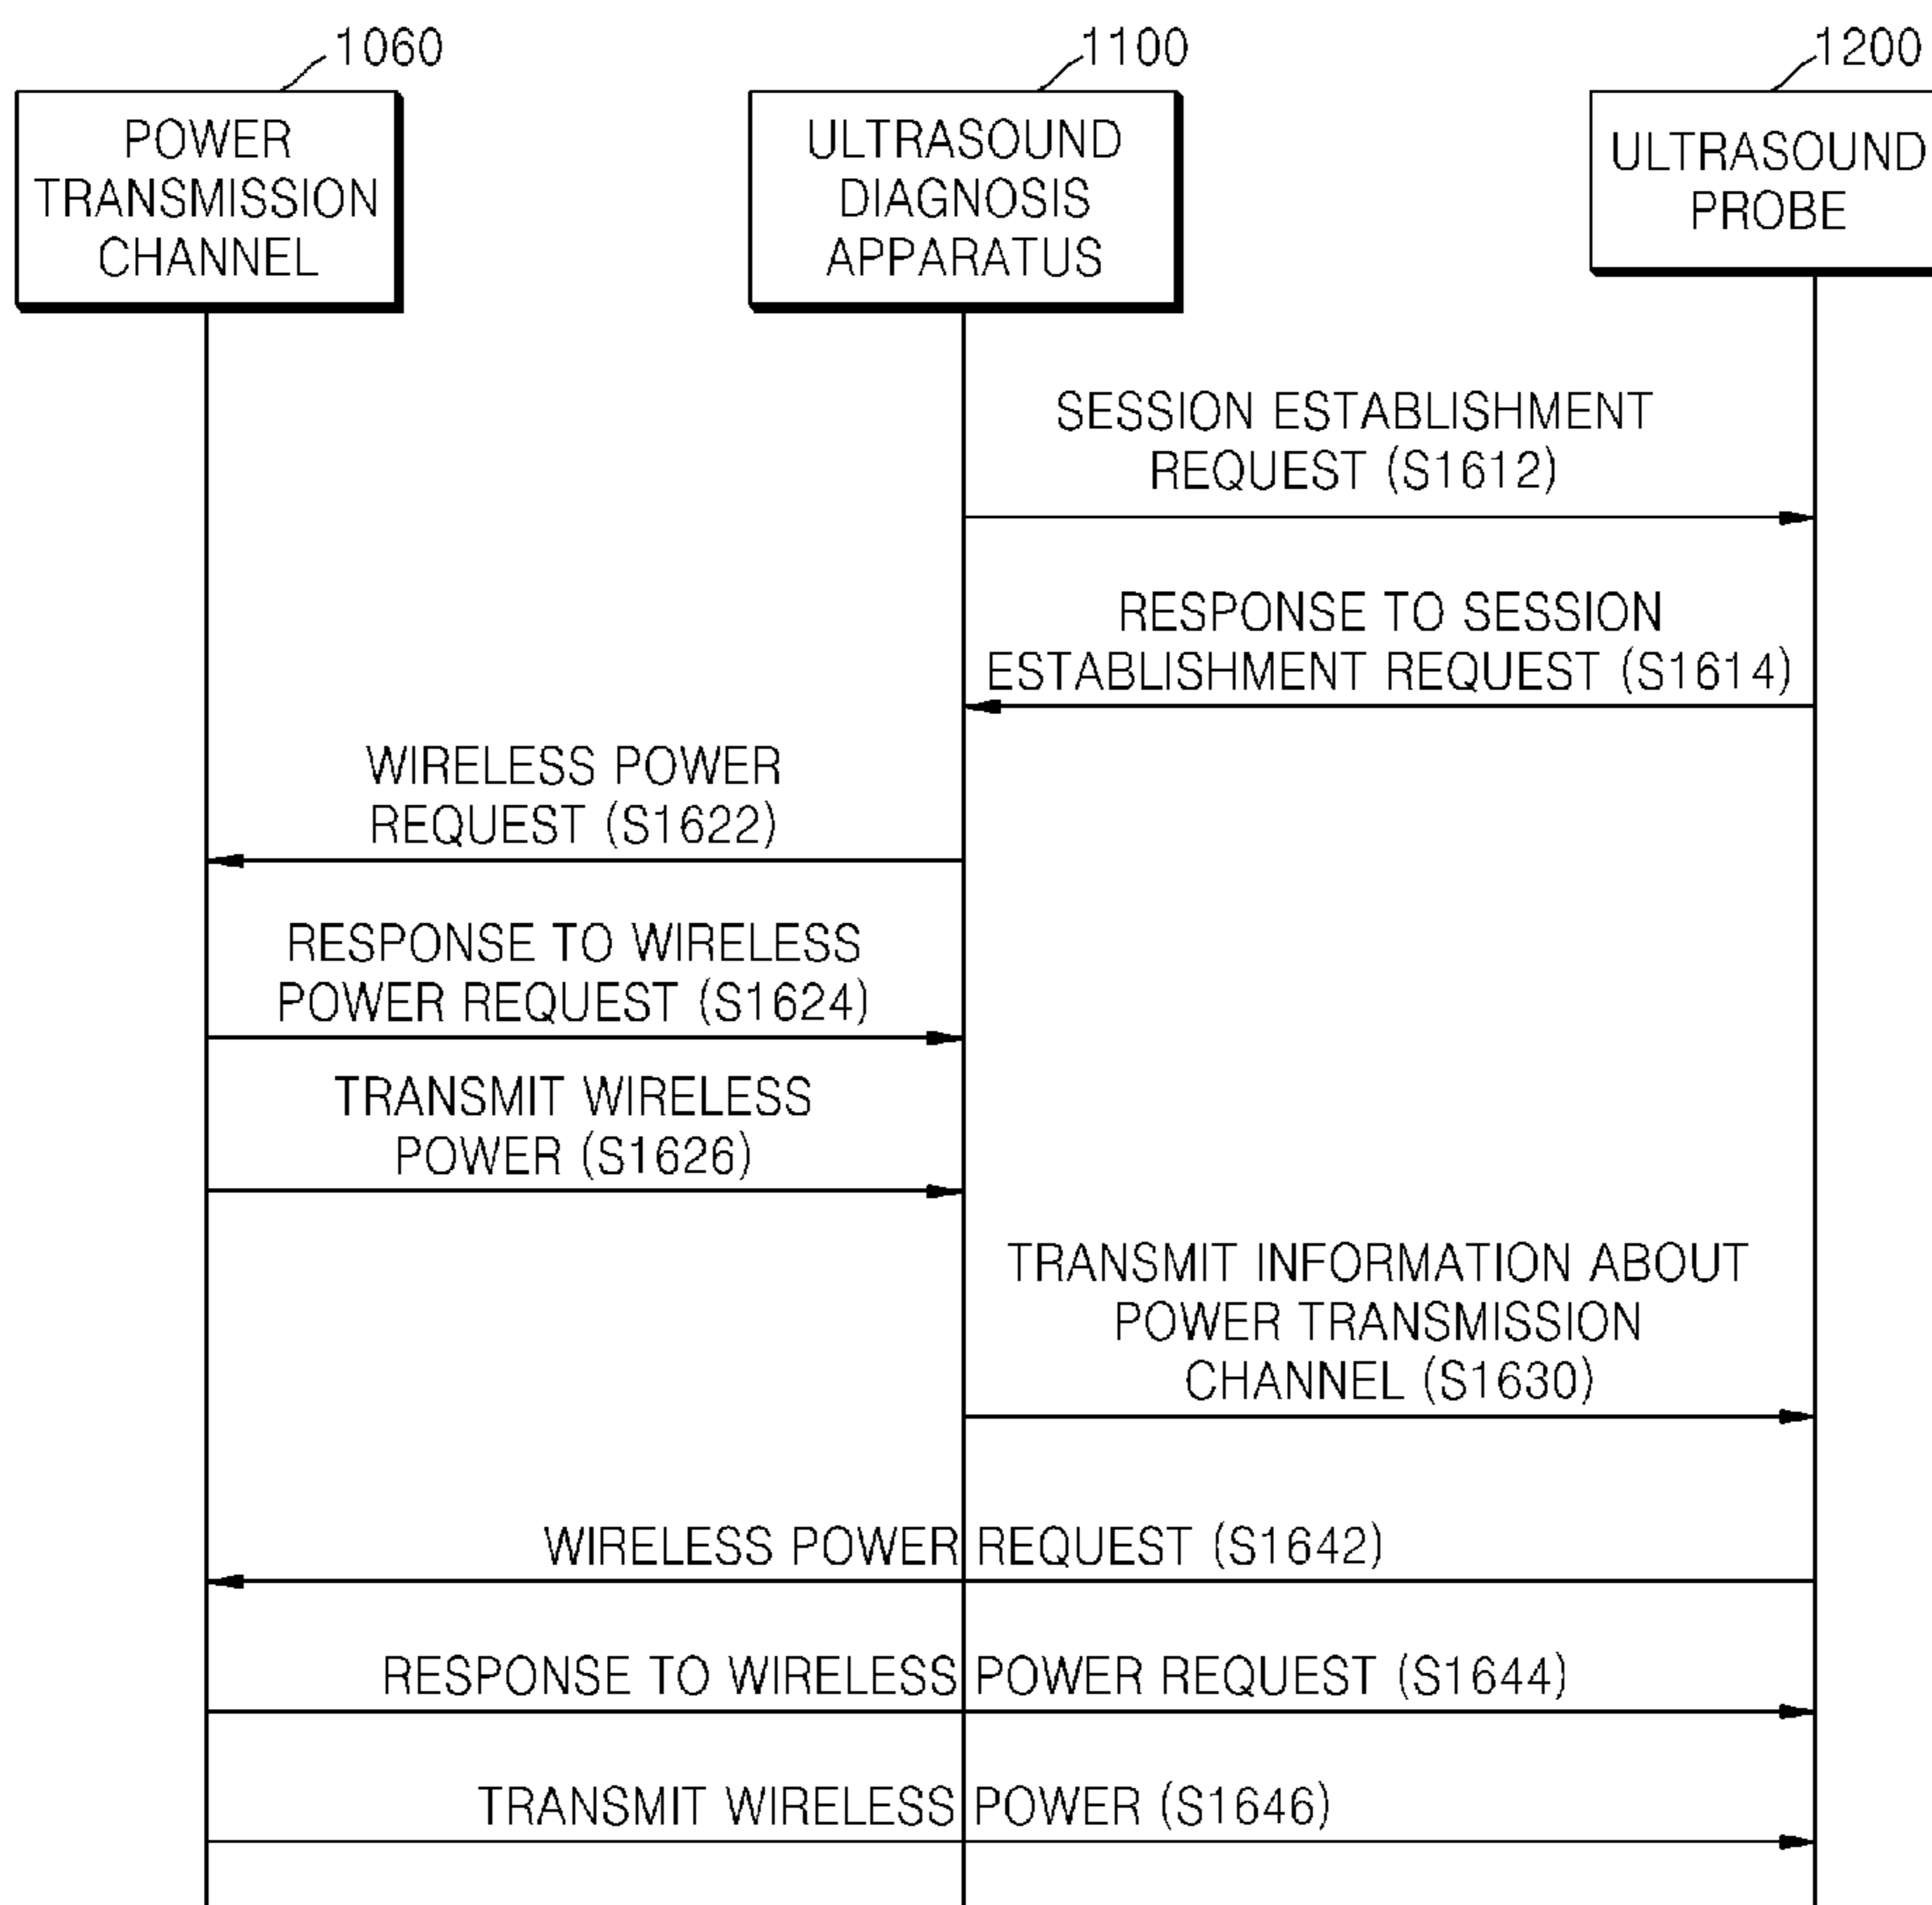 1060
1100
1200
POWER
TRANSMISSION
CHANNEL
ULTRASOUND
DIAGNOSIS
APPARATUS
ULTRASOUND
PROBE
SESSION ESTABLISHMENT
REQUEST (S1612)
RESPONSE TO SESSION
ESTABLISHMENT REQUEST (S1614)
WIRELESS POWER
REQUEST (S1622)
RESPONSE TO WIRELESS
POWER REQUEST (S1624)
TRANSMIT WIRELESS
POWER (S1626)
TRANSMIT INFORMATION ABOUT
POWER TRANSMISSION
CHANNEL (S1630)
WIRELESS POWER REQUEST (S1642)
RESPONSE TO WIRELESS POWER REQUEST (S1644)
TRANSMIT WIRELESS POWER (S1646)